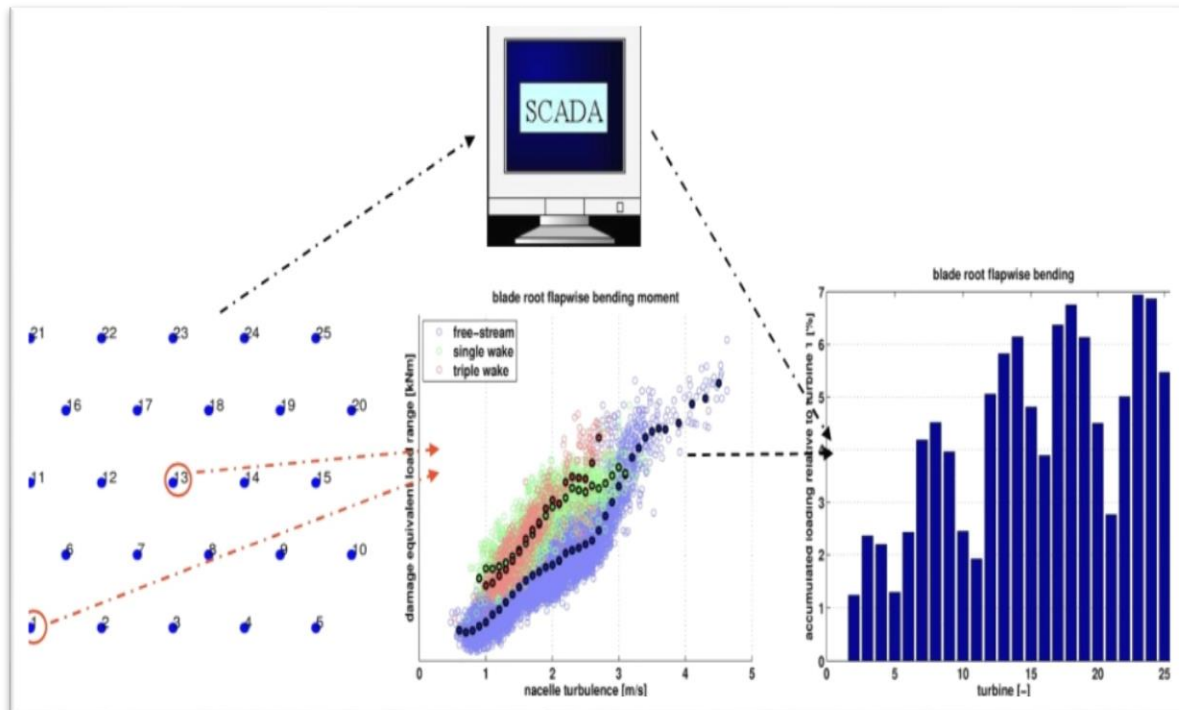 SCADA
21 22 23 24 25
16 17 18 19 20
11 12 13 14 15
6 7 8 9 10
1 2 3 4 5
blade root flapwise bending moment
free-stream
single wake
triple wake
damage equivalent load range [kNm]
0 1 2 3 4 5
nacelle turbulence [m/s]
blade root flapwise bending
accumulated loading relative to turbine 1 [%]
7
6
5
4
3
2
1
0
0 5 10 15 20 25
turbine [-]